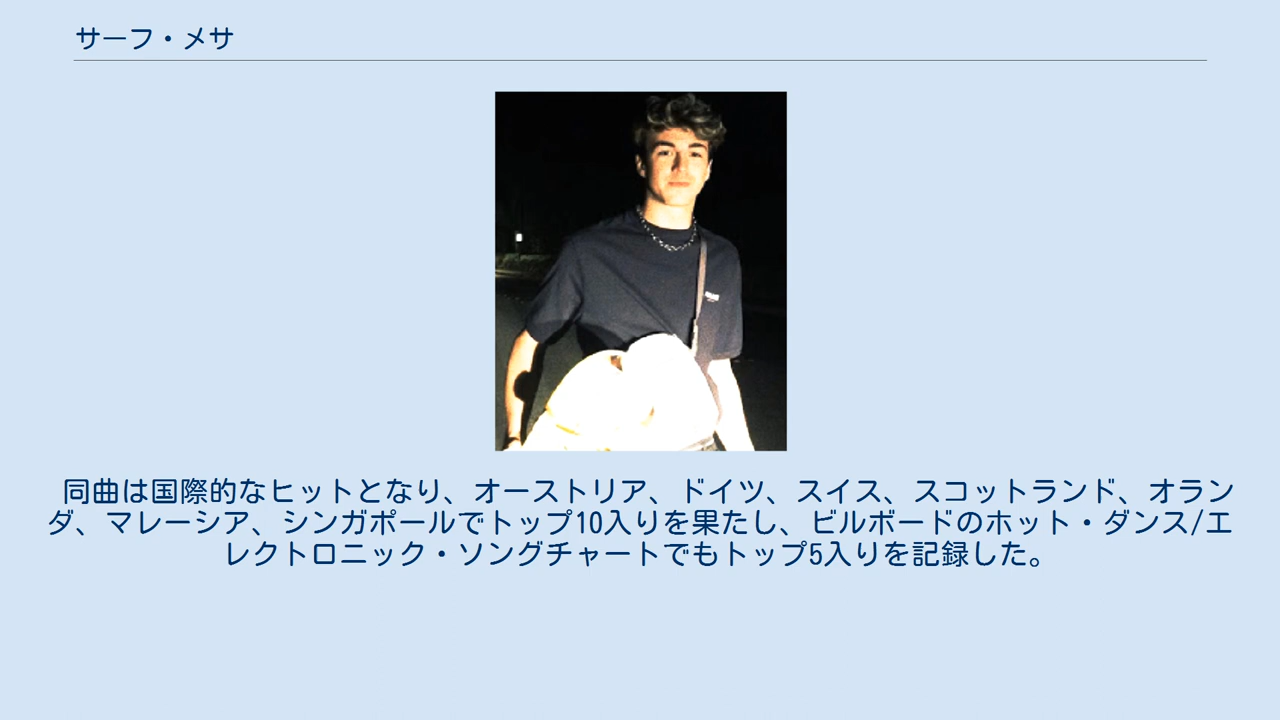 サーフ・メサ
同曲は国際的なヒットとなり、オーストリア、ドイツ、スイス、スコットランド、オラン
ダ、マレーシア、シンガポールでトップ10入りを果たし、ビルボードのホット・ダンス/エ
レクトロニック・ソングチャートでもトップ5入りを記録した。